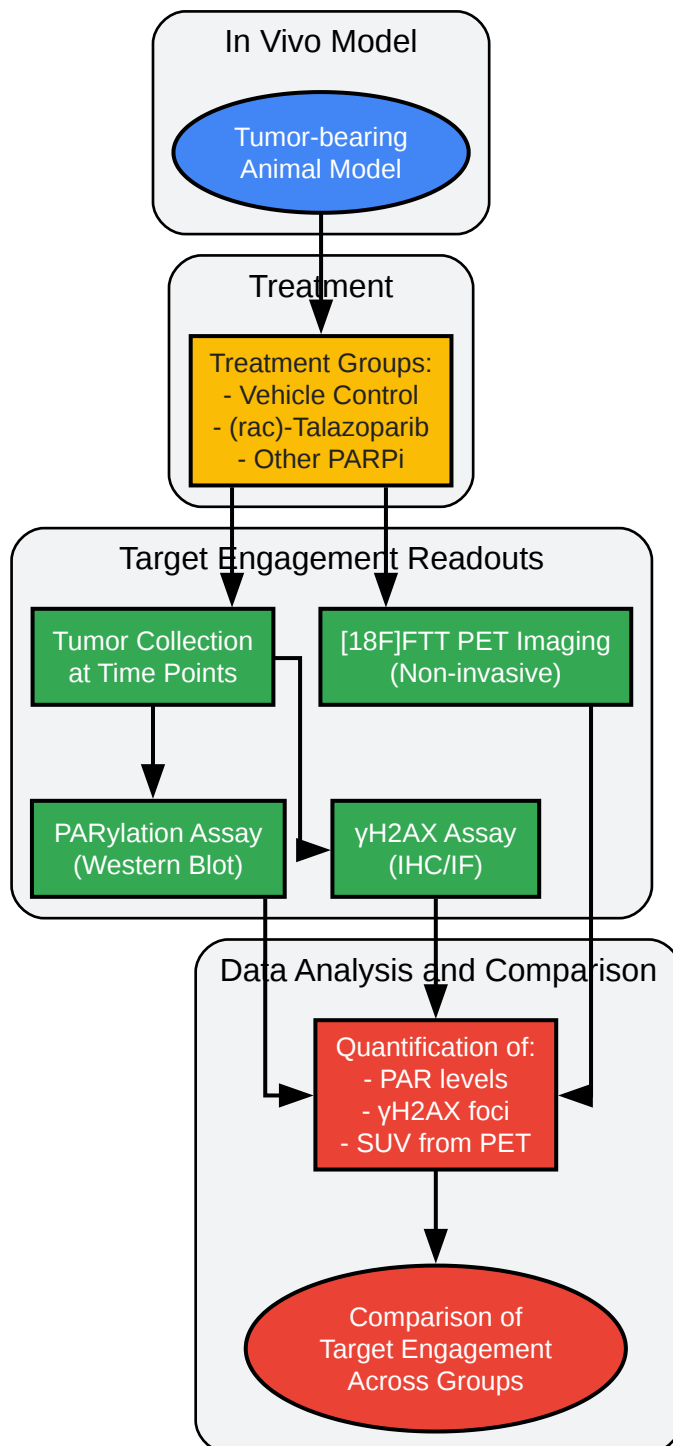 In Vivo Model
Tumor-bearing
Animal Model
Treatment
Treatment Groups:
- Vehicle Control
- (rac)-Talazoparib
- Other PARPi
Target Engagement Readouts
Tumor Collection
at Time Points
[18F]FTT PET Imaging
(Non-invasive)
PARylation Assay
(Western Blot)
γH2AX Assay
(IHC/IF)
Data Analysis and Comparison
Quantification of:
- PAR levels
- γH2AX foci
- SUV from PET
Comparison of
Target Engagement
Across Groups